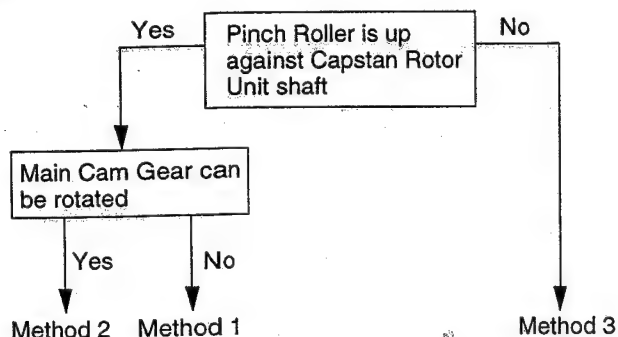 Yes
Pinch Roller is up
against Capstan Rotor
Unit shaft
No
Main Cam Gear can
be rotated
Yes
No
Method 2
Method 1
Method 3